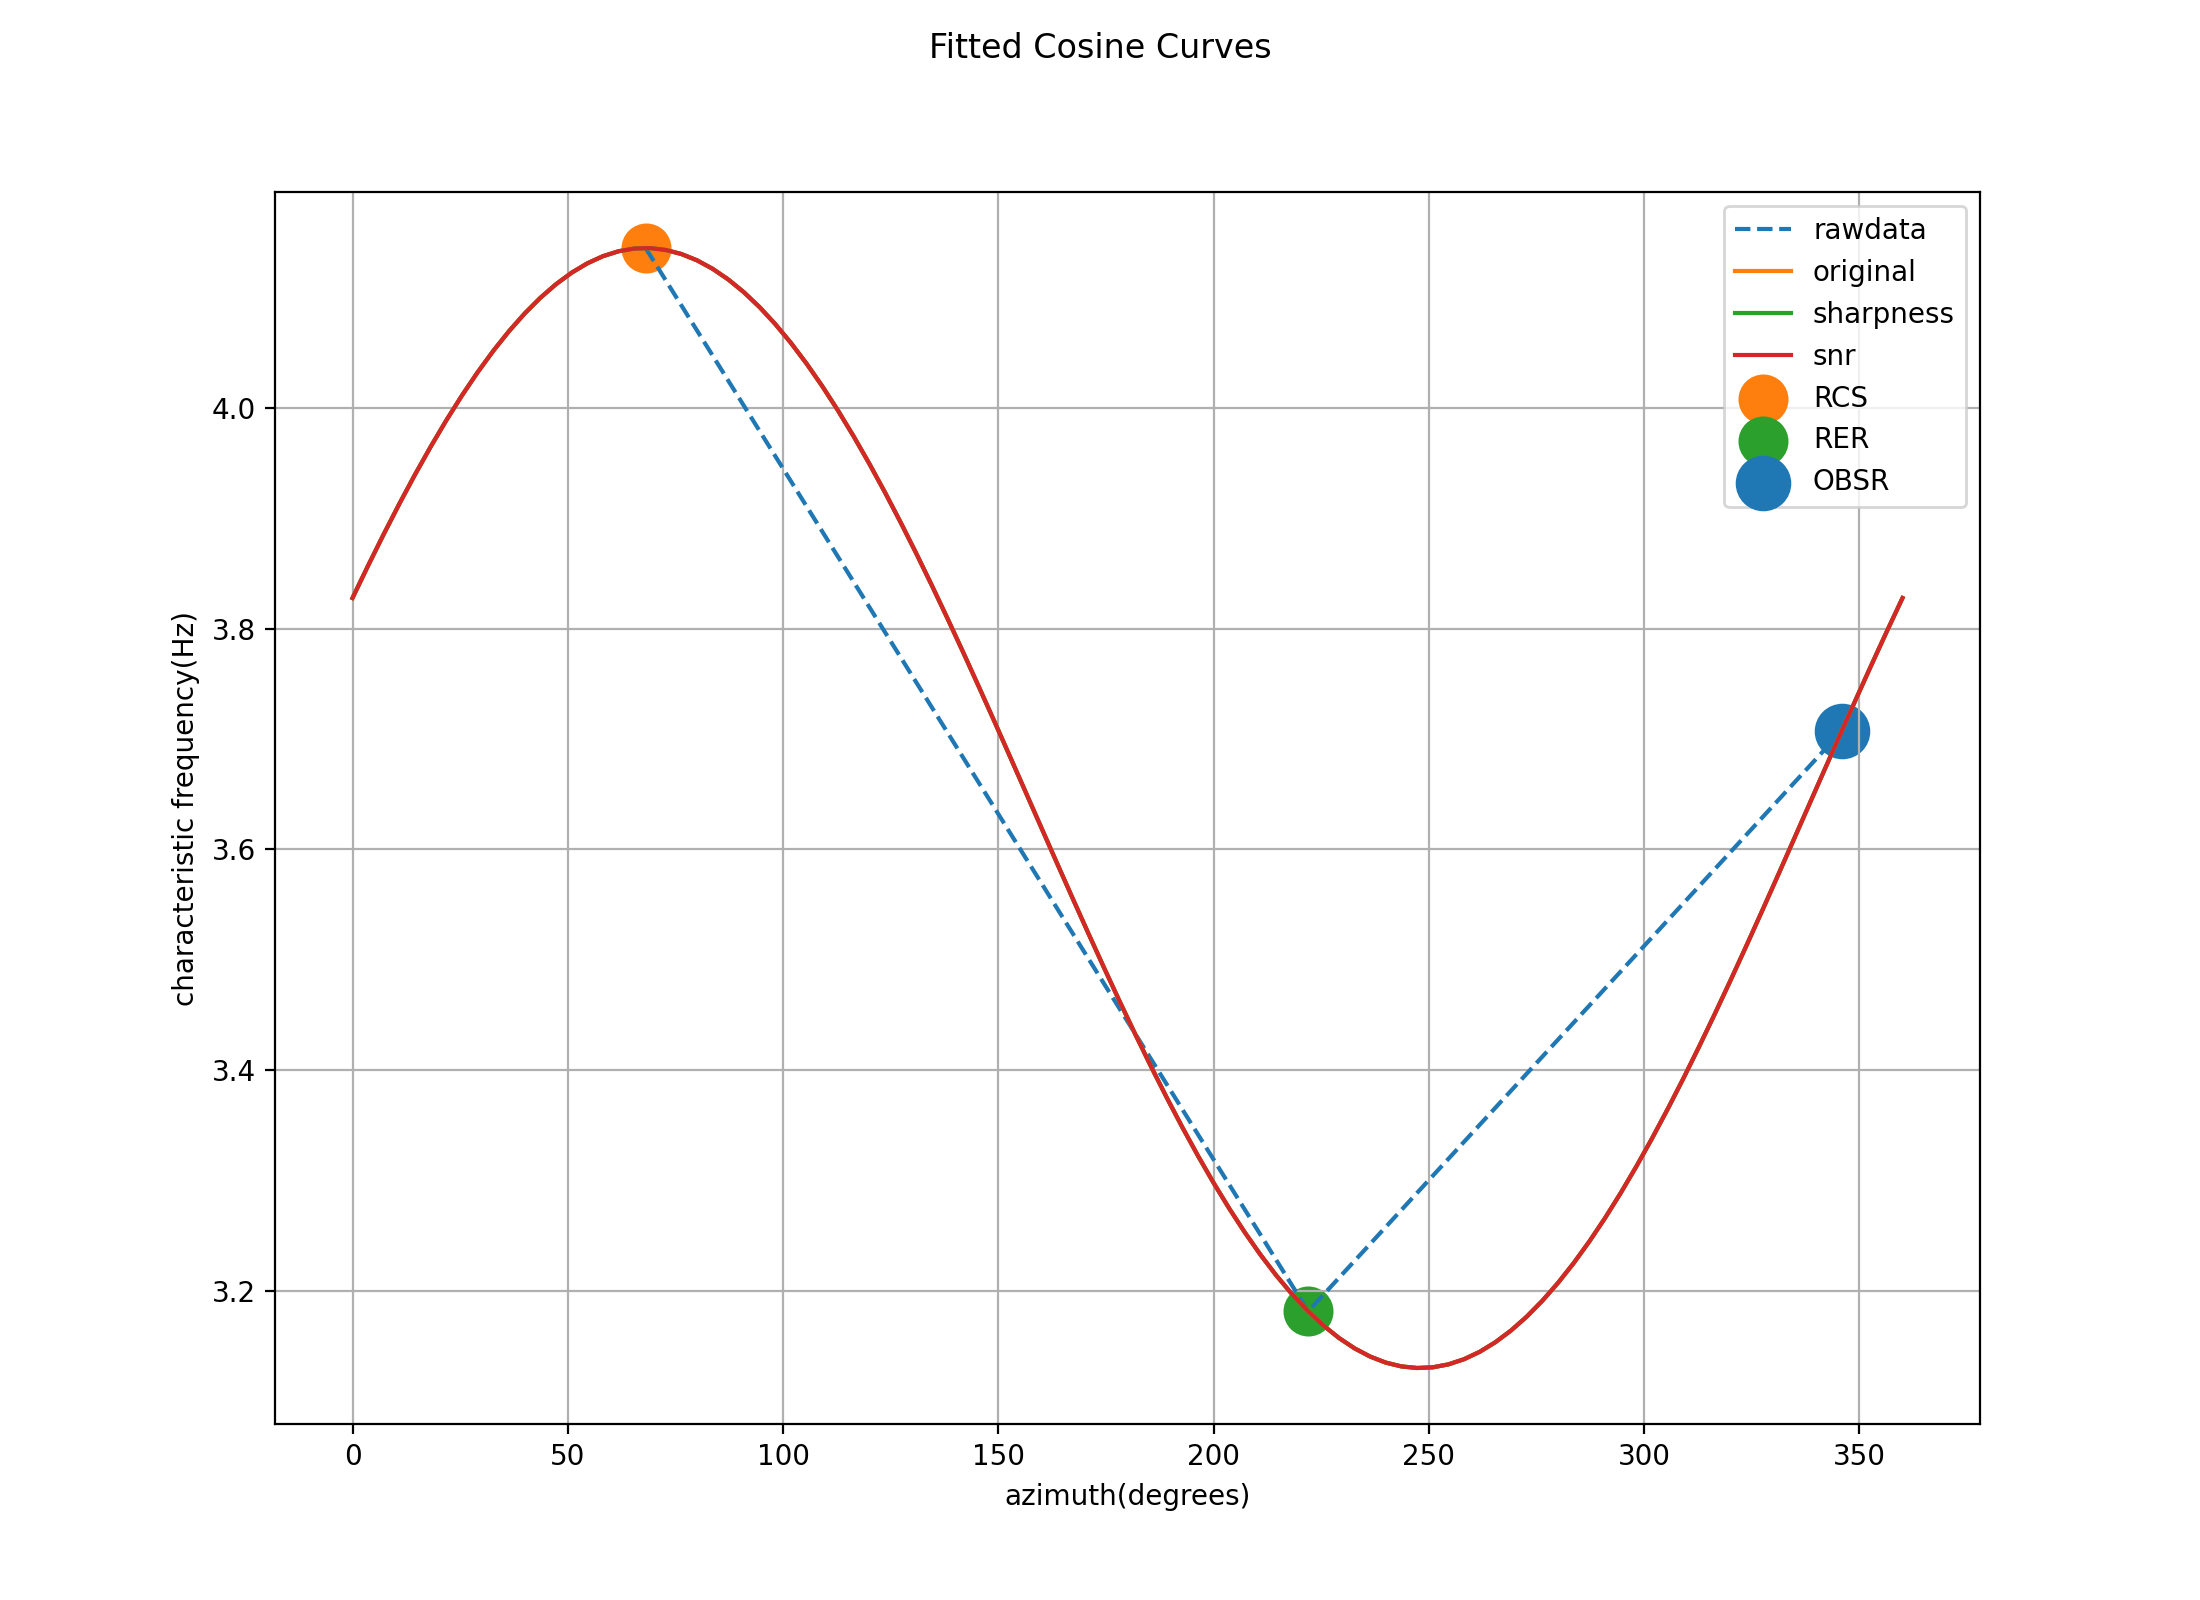 Fitted Cosine Curves
rawdata
original
sharpness
snr
RCS
RER
OBSR
characteristic frequency(Hz)
4.0
3.8
3.6
3.4
3.2
0 50 100 150 200 250 300 350
azimuth(degrees)